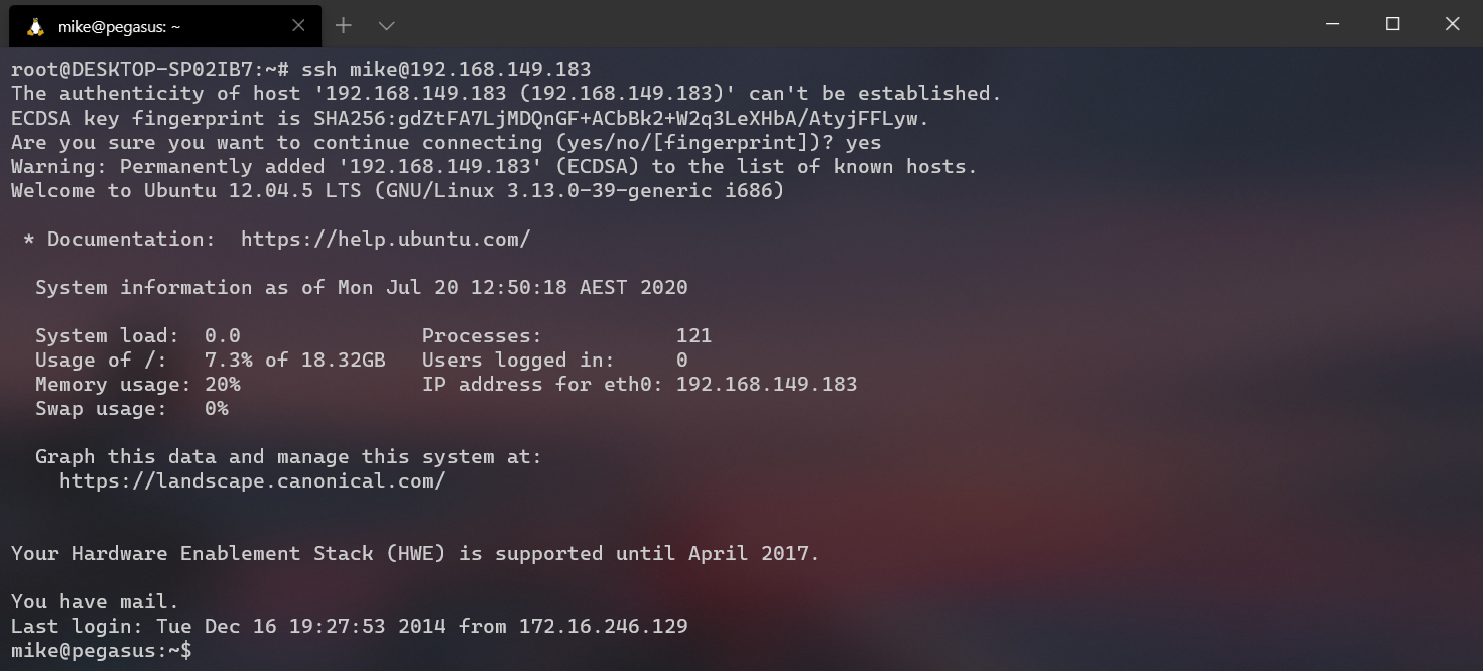 mike@pegasus: ~
root@DESKTOP-SP02IB7:~# ssh mike@192.168.149.183
The authenticity of host '192.168.149.183 (192.168.149.183)' can't be established.
ECDSA key fingerprint is SHA256:gdZtFA7LjMDQnGF+ACbBk2+W2q3LeXHbA/AtyjFFLyw.
Are you sure you want to continue connecting (yes/no/[fingerprint])? yes
Warning: Permanently added '192.168.149.183' (ECDSA) to the list of known hosts.
Welcome to Ubuntu 12.04.5 LTS (GNU/Linux 3.13.0-39-generic i686)
* Documentation:  https://help.ubuntu.com/
System information as of Mon Jul 20 12:50:18 AEST 2020
System load:  0.0               Processes:           121
Usage of /:   7.3% of 18.32GB   Users logged in:     0
Memory usage: 20%               IP address for eth0: 192.168.149.183
Swap usage:   0%
Graph this data and manage this system at:
https://landscape.canonical.com/
Your Hardware Enablement Stack (HWE) is supported until April 2017.
You have mail.
Last login: Tue Dec 16 19:27:53 2014 from 172.16.246.129
mike@pegasus:~$